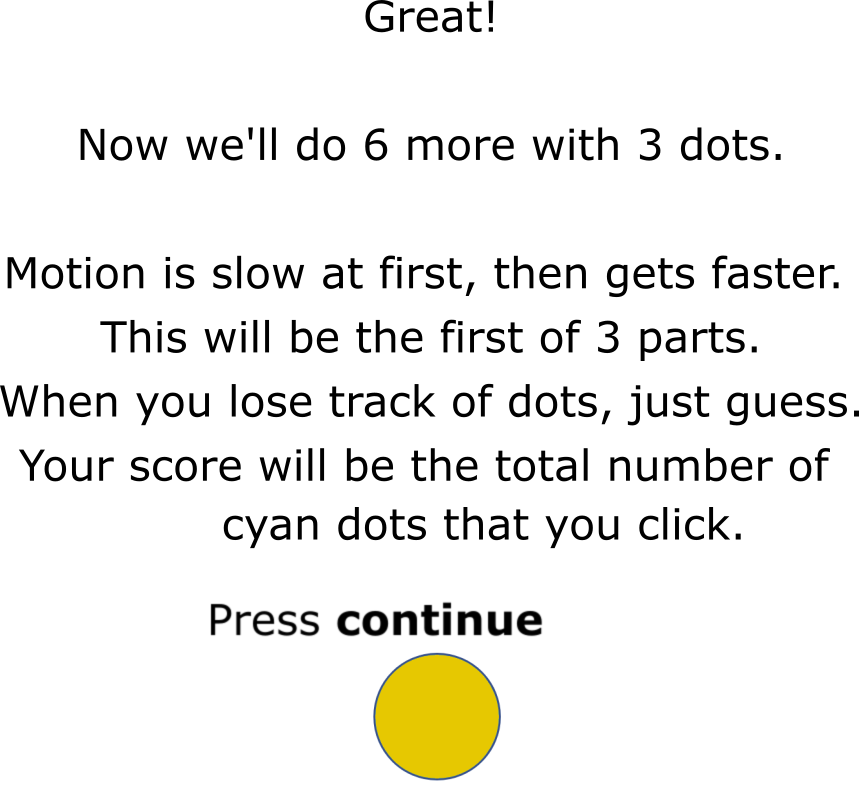 Great!
Now we'll do 6 more with 3 dots.
Motion is slow at first, then gets faster.
This will be the first of 3 parts.
When you lose track of dots, just guess.
Your score will be the total number of
cyan dots that you click.
Press continue